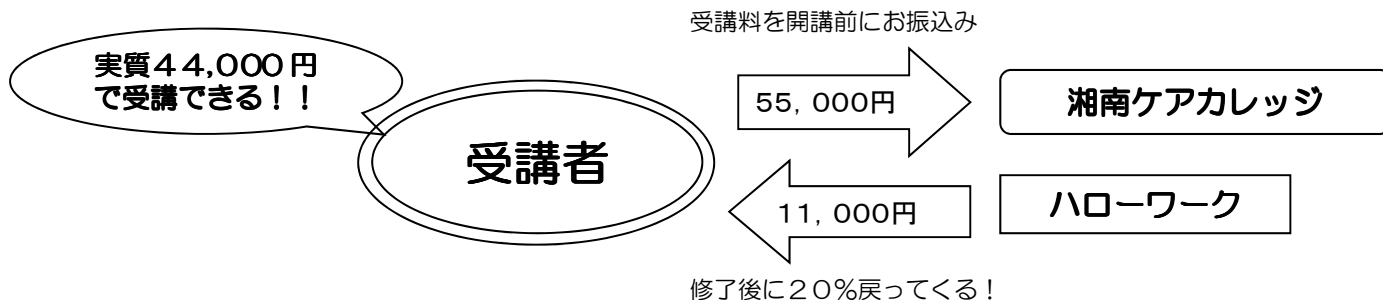 受講料を開講前にお振込み
実質44,000円
で受講できる！！
55, 000円
湘南ケアカレッジ
受講者
11, 000円
ハローワーク
修了後に20%戻ってくる！